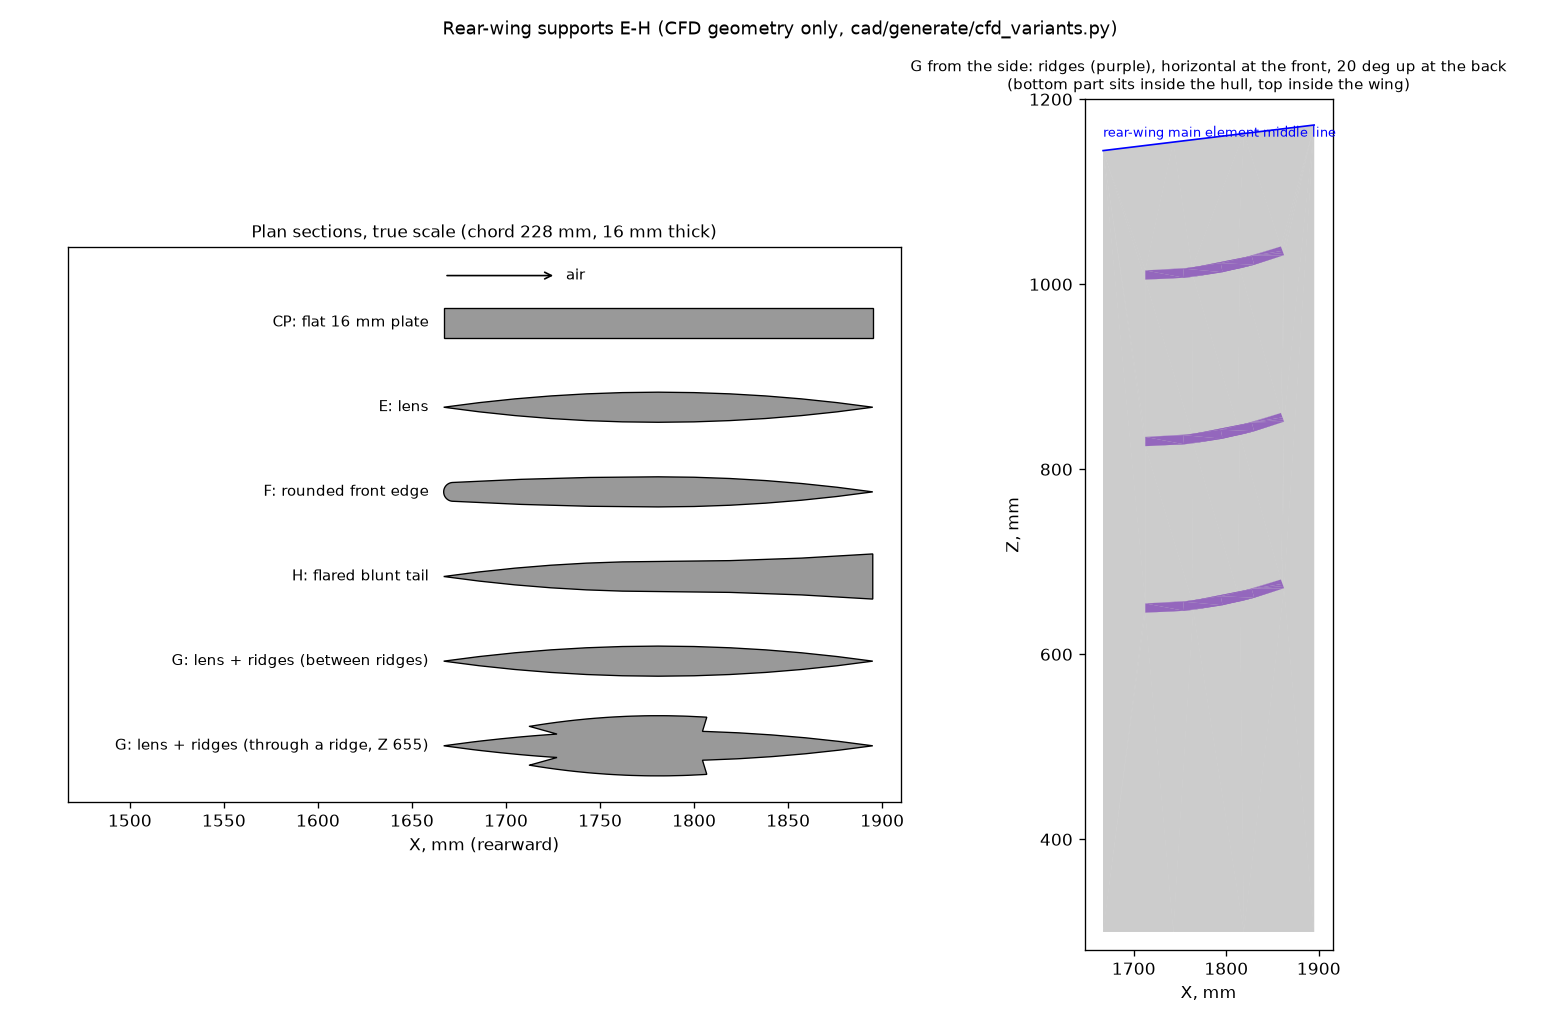 Rear-wing supports E-H (CFD geometry only, cad/generate/cfd_variants.py)
G from the side: ridges (purple), horizontal at the front, 20 deg up at the back
(bottom part sits inside the hull, top inside the wing)
Plan sections, true scale (chord 228 mm, 16 mm thick)
air
CP: flat 16 mm plate
E: lens
F: rounded front edge
H: flared blunt tail
G: lens + ridges (between ridges)
G: lens + ridges (through a ridge, Z 655)
1500 1550 1600 1650 1700 1750 1800 1850 1900
X, mm (rearward)
rear-wing main element middle line
1200
1000
800
600
400
Z, mm
1700 1800 1900
X, mm